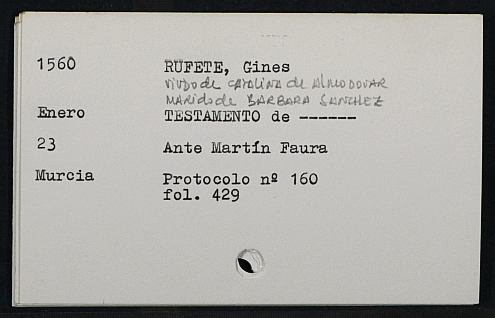 1560 RUFETE, Gines
viudo de CATALINA de ALMODOVAR
MARIDO de BARBARA SANCHEZ
Enero TESTAMENTO de ------
23 Ante Martín Faura
Murcia Protocolo nº 160
fol. 429